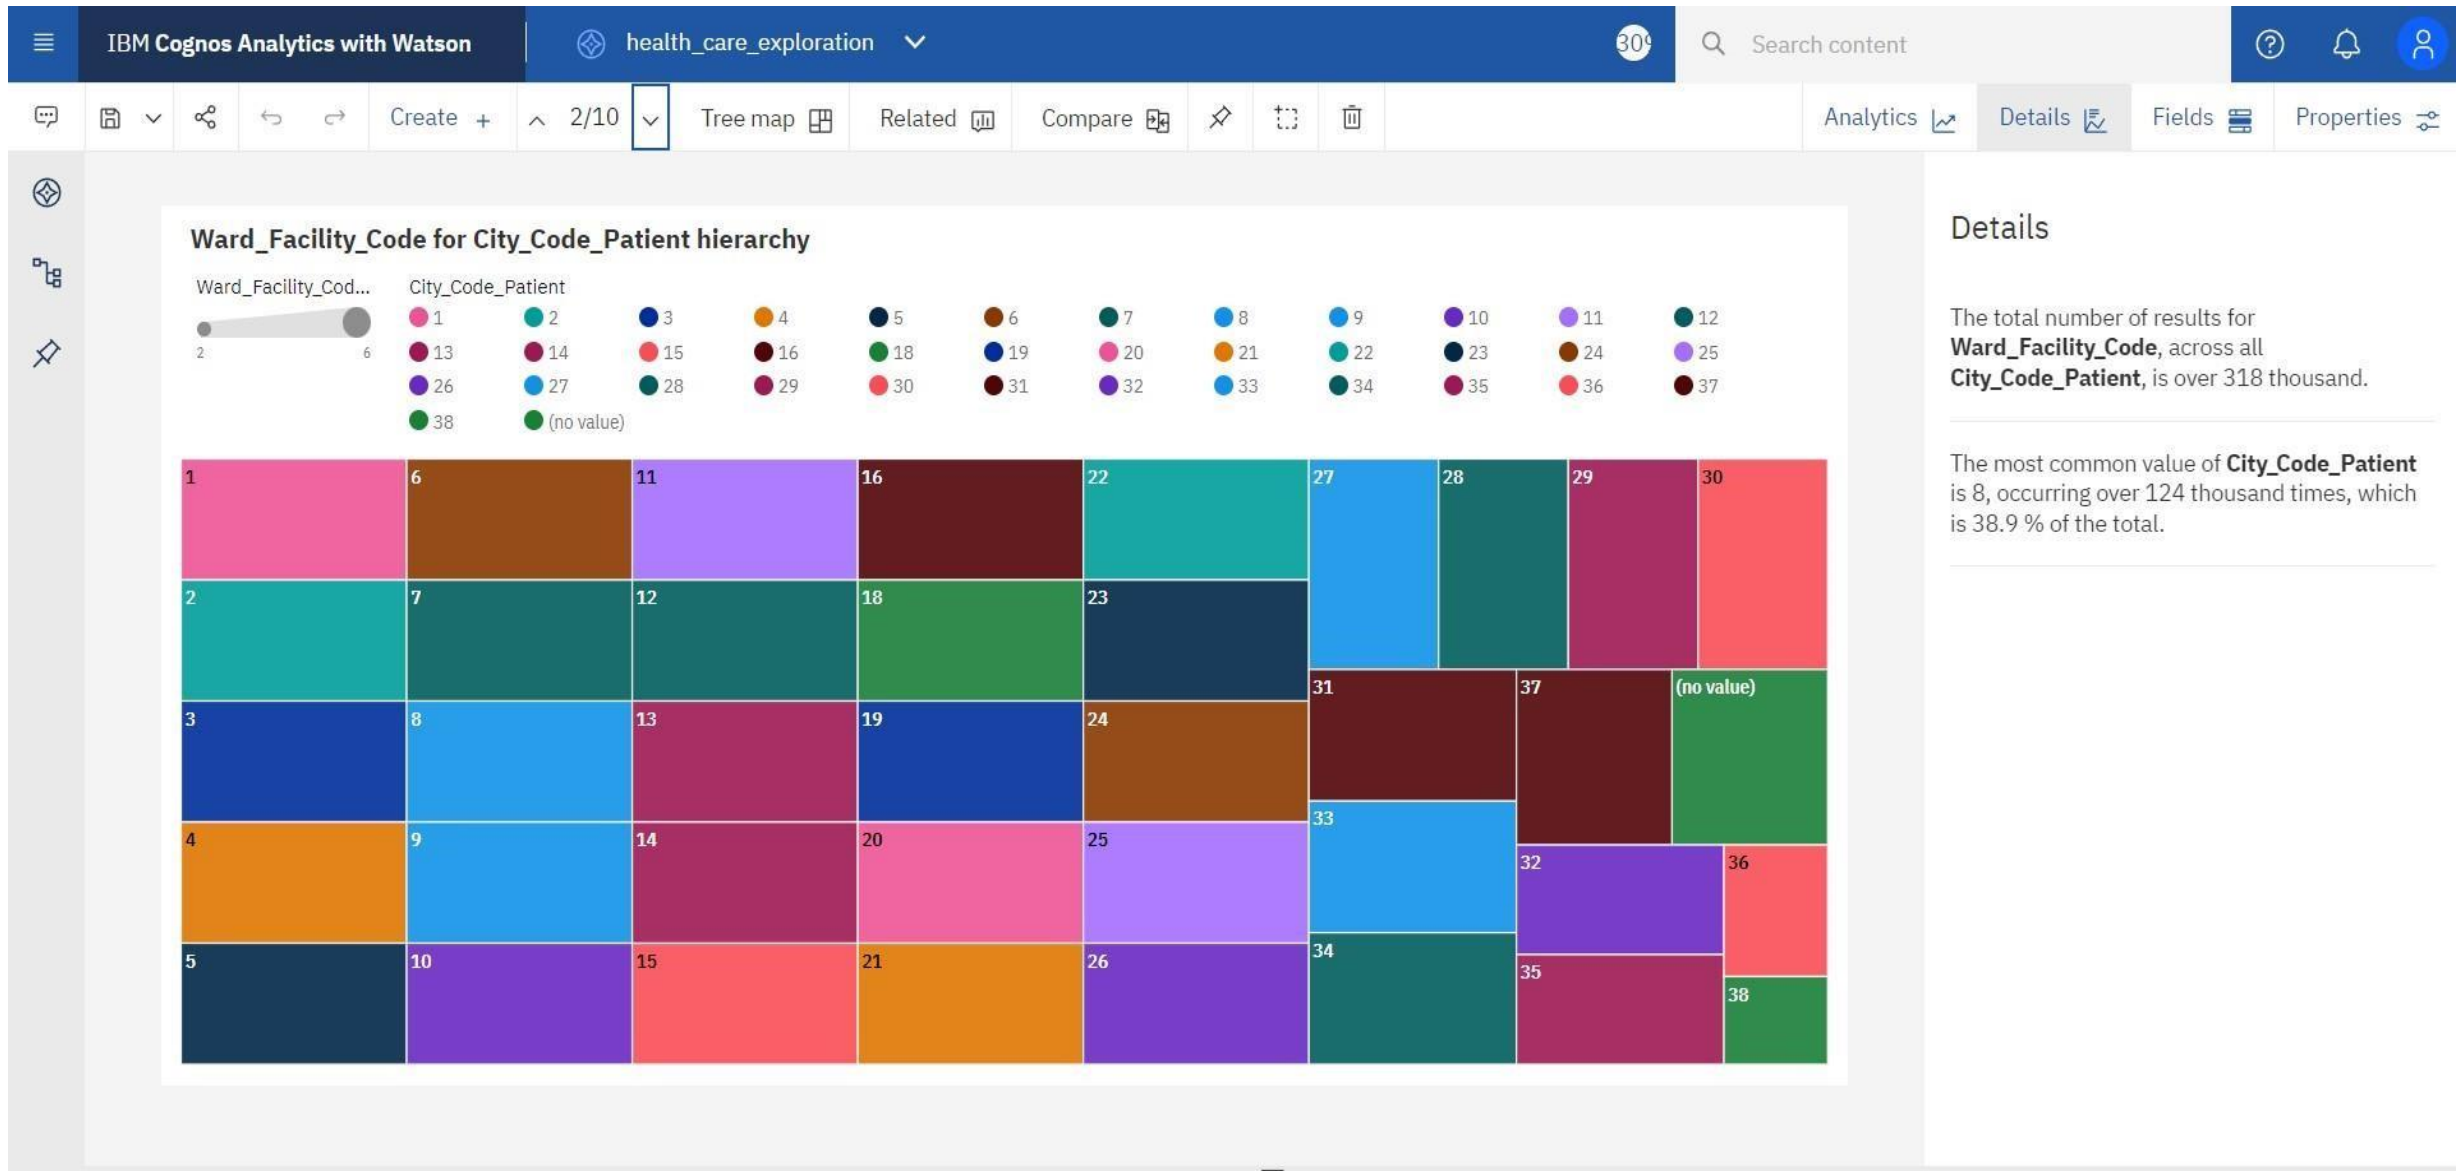 IBM Cognos Analytics with Watson
health_care_exploration
Search content
Create +
2/10
Tree map
Related
Compare
Analytics
Details
Fields
Properties
Ward_Facility_Code for City_Code_Patient hierarchy
Ward_Facility_Cod...
2 6
City_Code_Patient
1 2 3 4 5 6 7 8 9 10 11 12
13 14 15 16 18 19 20 21 22 23 24 25
26 27 28 29 30 31 32 33 34 35 36 37
38 (no value)
1 6 11 16 22 27 28 29 30
2 7 12 18 23
31 37 (no value)
3 8 13 19 24
33
4 9 14 20 25
32 36
34
5 10 15 21 26
35
38
Details
The total number of results for
Ward_Facility_Code, across all
City_Code_Patient, is over 318 thousand.
The most common value of City_Code_Patient
is 8, occurring over 124 thousand times, which
is 38.9 % of the total.